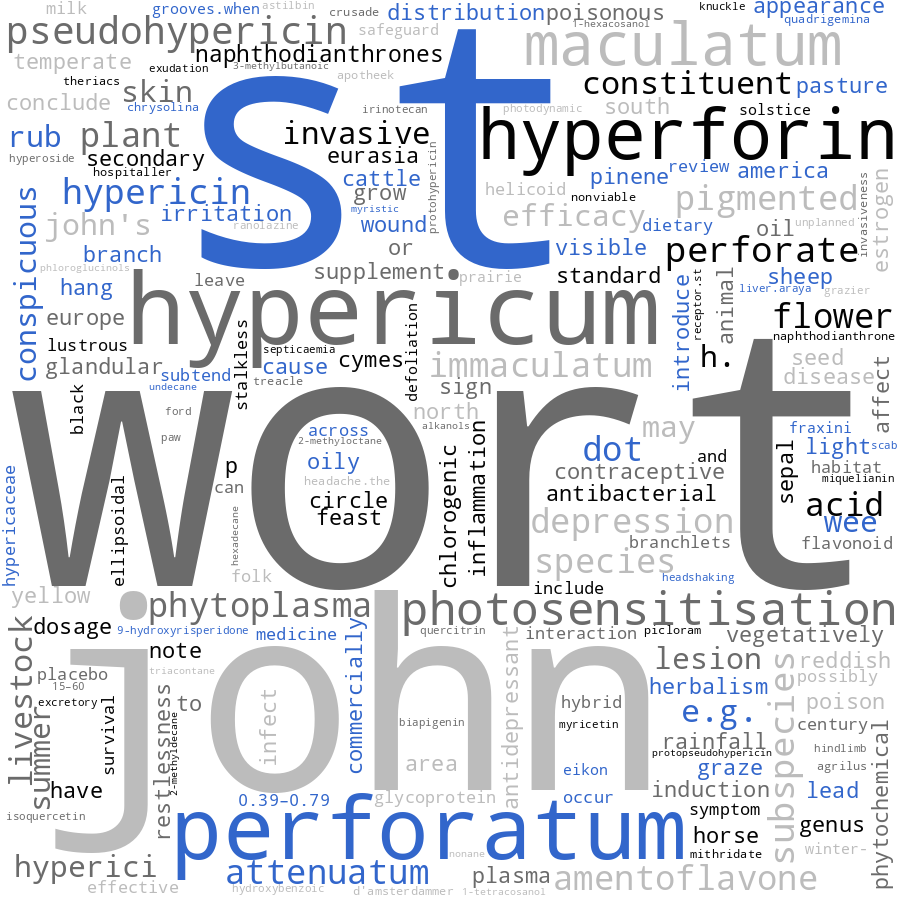 milk
grooves.when
astilbin
crusade
distribution
poisonous
knuckle
appearance
pseudohypericin
safeguard
1-hexacosanol
quadrigemina
naphthodianthrones
maculatum
temperate
exudation
3-methylbutanoic
theriacs
apotheek
constituent
pasture
conclude
skin
chrysolina
st
irinotecan
photodynamic
south
solstice
rub
plant
invasive
hyperforin
hyperoside
secondary
eurasia
protohypericin
review
america
hospitaller
cattle
pinene
hypericin
grow
helicoid
nonviable
pigmented
invasiveness
estrogen
conspicuous
john's
irritation
myristic
wound
efficacy
dietary
oil
unplanned
ranolazine
branch
or
visible
perforate
phloroglucinols
hang
leave
supplement
prairie
standard
introduce
receptor.st
animal
sheep
liver.araya
grazier
europe
hypericum
flower
lustrous
stalkless
septicaemia
cymes
defoliation
h.
naphthodianthrone
glandular
subtend
cause
immaculatum
seed
affect
undecane
treacle
sign
disease
black
ford
north
wort
paw
across
alkanols
may
fraxini
2-methyloctane
dot
and
light
scab
hypericaceae
ellipsoidal
p
oily
chlorogenic
inflammation
contraceptive
sepal
habitat
can
headache.the
miquelianin
hexadecane
circle
antibacterial
acid
feast
depression
wee
branchlets
flavonoid
folk
species
headshaking
include
yellow
phytoplasma
photosensitisation
livestock
dosage
9-hydroxyrisperidone
medicine
commercially
quercitrin
antidepressant
interaction
picloram
vegetatively
note
john
lesion
subspecies
reddish
placebo
triacontane
possibly
15–60
herbalism
summer
excretory
survival
restlessness
2-methyldecane
to
infect
hybrid
e.g.
poison
biapigenin
myricetin
century
phytochemical
rainfall
protopseudohypericin
hindlimb
area
eikon
graze
agrilus
have
0.39–0.79
glycoprotein
occur
induction
lead
isoquercetin
perforatum
symptom
genus
horse
nonane
mithridate
winter-
hyperici
attenuatum
plasma
amentoflavone
effective
hydroxybenzoic
d'amsterdammer
1-tetracosanol